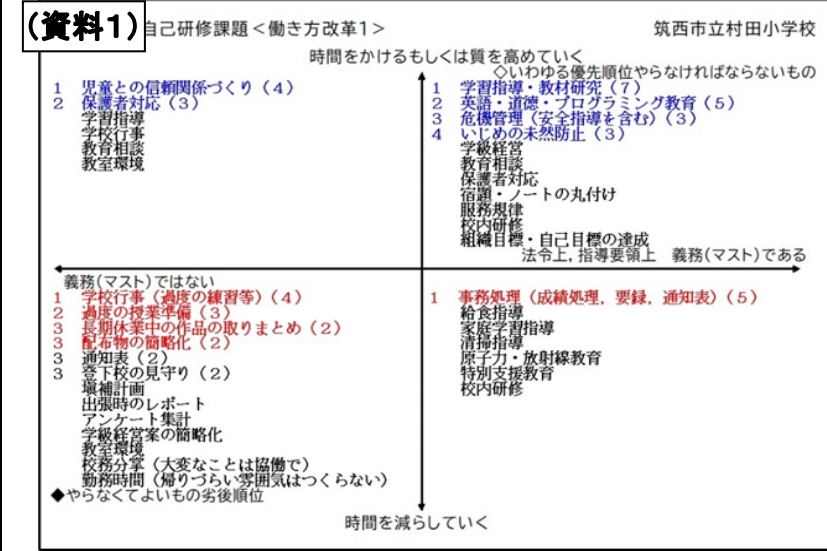 (資料1)
自己研修課題＜働き方改革1＞
筑西市立村田小学校
時間をかけるもしくは質を高めていく
◇いわゆる優先順位やらなければならないもの
1 児童との信頼関係づくり（4）
2 保護者対応（3）
学習指導
学校行事
教育相談
教室環境
1 学習指導・教材研究（7）
2 英語・道徳・プログラミング教育（5）
3 危機管理（安全指導を含む）（3）
4 いじめの未然防止（3）
学級経営
教育相談
保護者対応
宿題・ノートの丸付け
服務規律
校内研修
組織目標・自己目標の達成
法令上，指導要領上 義務（マスト）である
義務（マスト）ではない
1 学校行事（過度の練習等）（4）
2 過度の授業準備（3）
3 長期休業中の作品の取りまとめ（2）
3 配布物の簡略化（2）
3 通知表（2）
3 登下校の見守り（2）
塡補計画
出張時のレポート
アンケート集計
学級経営案の簡略化
教室環境
校務分掌（大変なことは協働で）
勤務時間（帰りづらい雰囲気はつくらない）
◆やらなくてよいもの劣後順位
1 事務処理（成績処理，要録，通知表）（5）
給食指導
家庭学習指導
清掃指導
原子力・放射線教育
特別支援教育
校内研修
時間を減らしていく